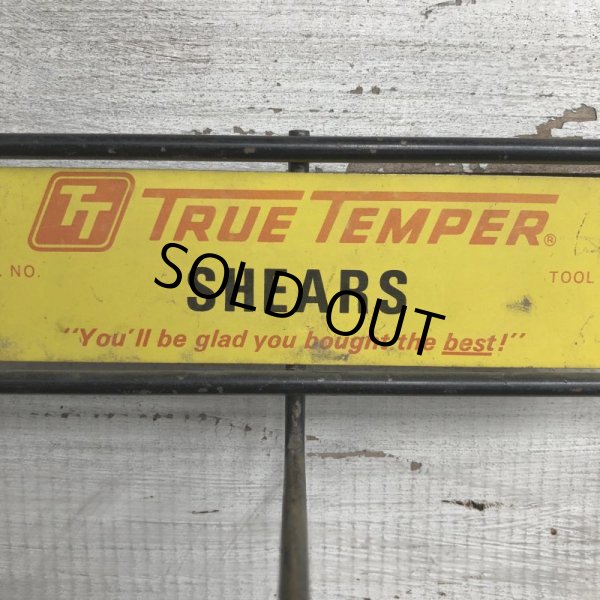 TT TRUE TEMPER®
. NO.
TOOL
SHEARS
SOLD OUT
"You'll be glad you bought the best!"